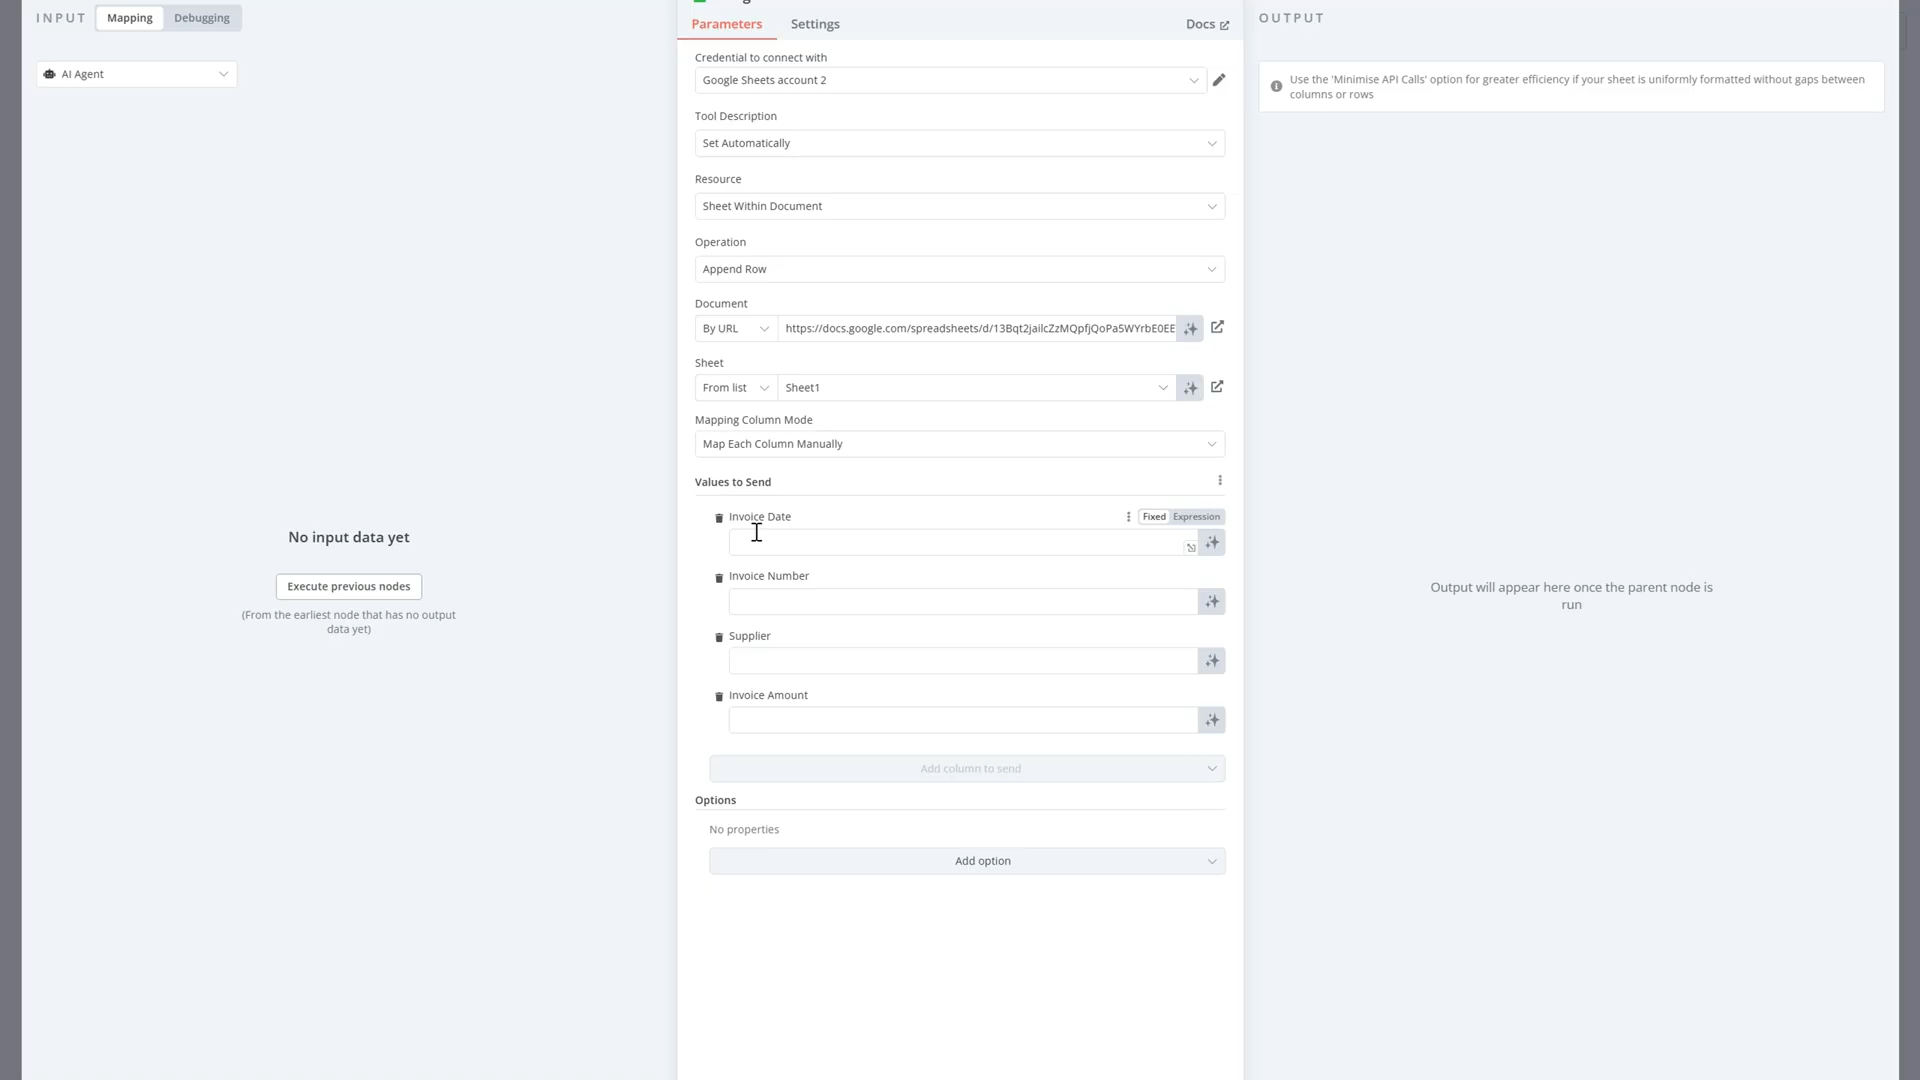 INPUT
Mapping
Debugging
AI Agent
No input data yet
Execute previous nodes
(From the earliest node that has no output
data yet)
Parameters
Settings
Docs
Credential to connect with
Google Sheets account 2
Tool Description
Set Automatically
Resource
Sheet Within Document
Operation
Append Row
Document
By URL
https://docs.google.com/spreadsheets/d/13Bqt2jailcZzMQpfjQoPa5WYrbE0EE
Sheet
From list
Sheet1
Mapping Column Mode
Map Each Column Manually
Values to Send
Invoice Date
Fixed
Expression
Invoice Number
Supplier
Invoice Amount
Add column to send
Options
No properties
Add option
OUTPUT
Use the 'Minimise API Calls' option for greater efficiency if your sheet is uniformly formatted without gaps between
columns or rows
Output will appear here once the parent node is
run